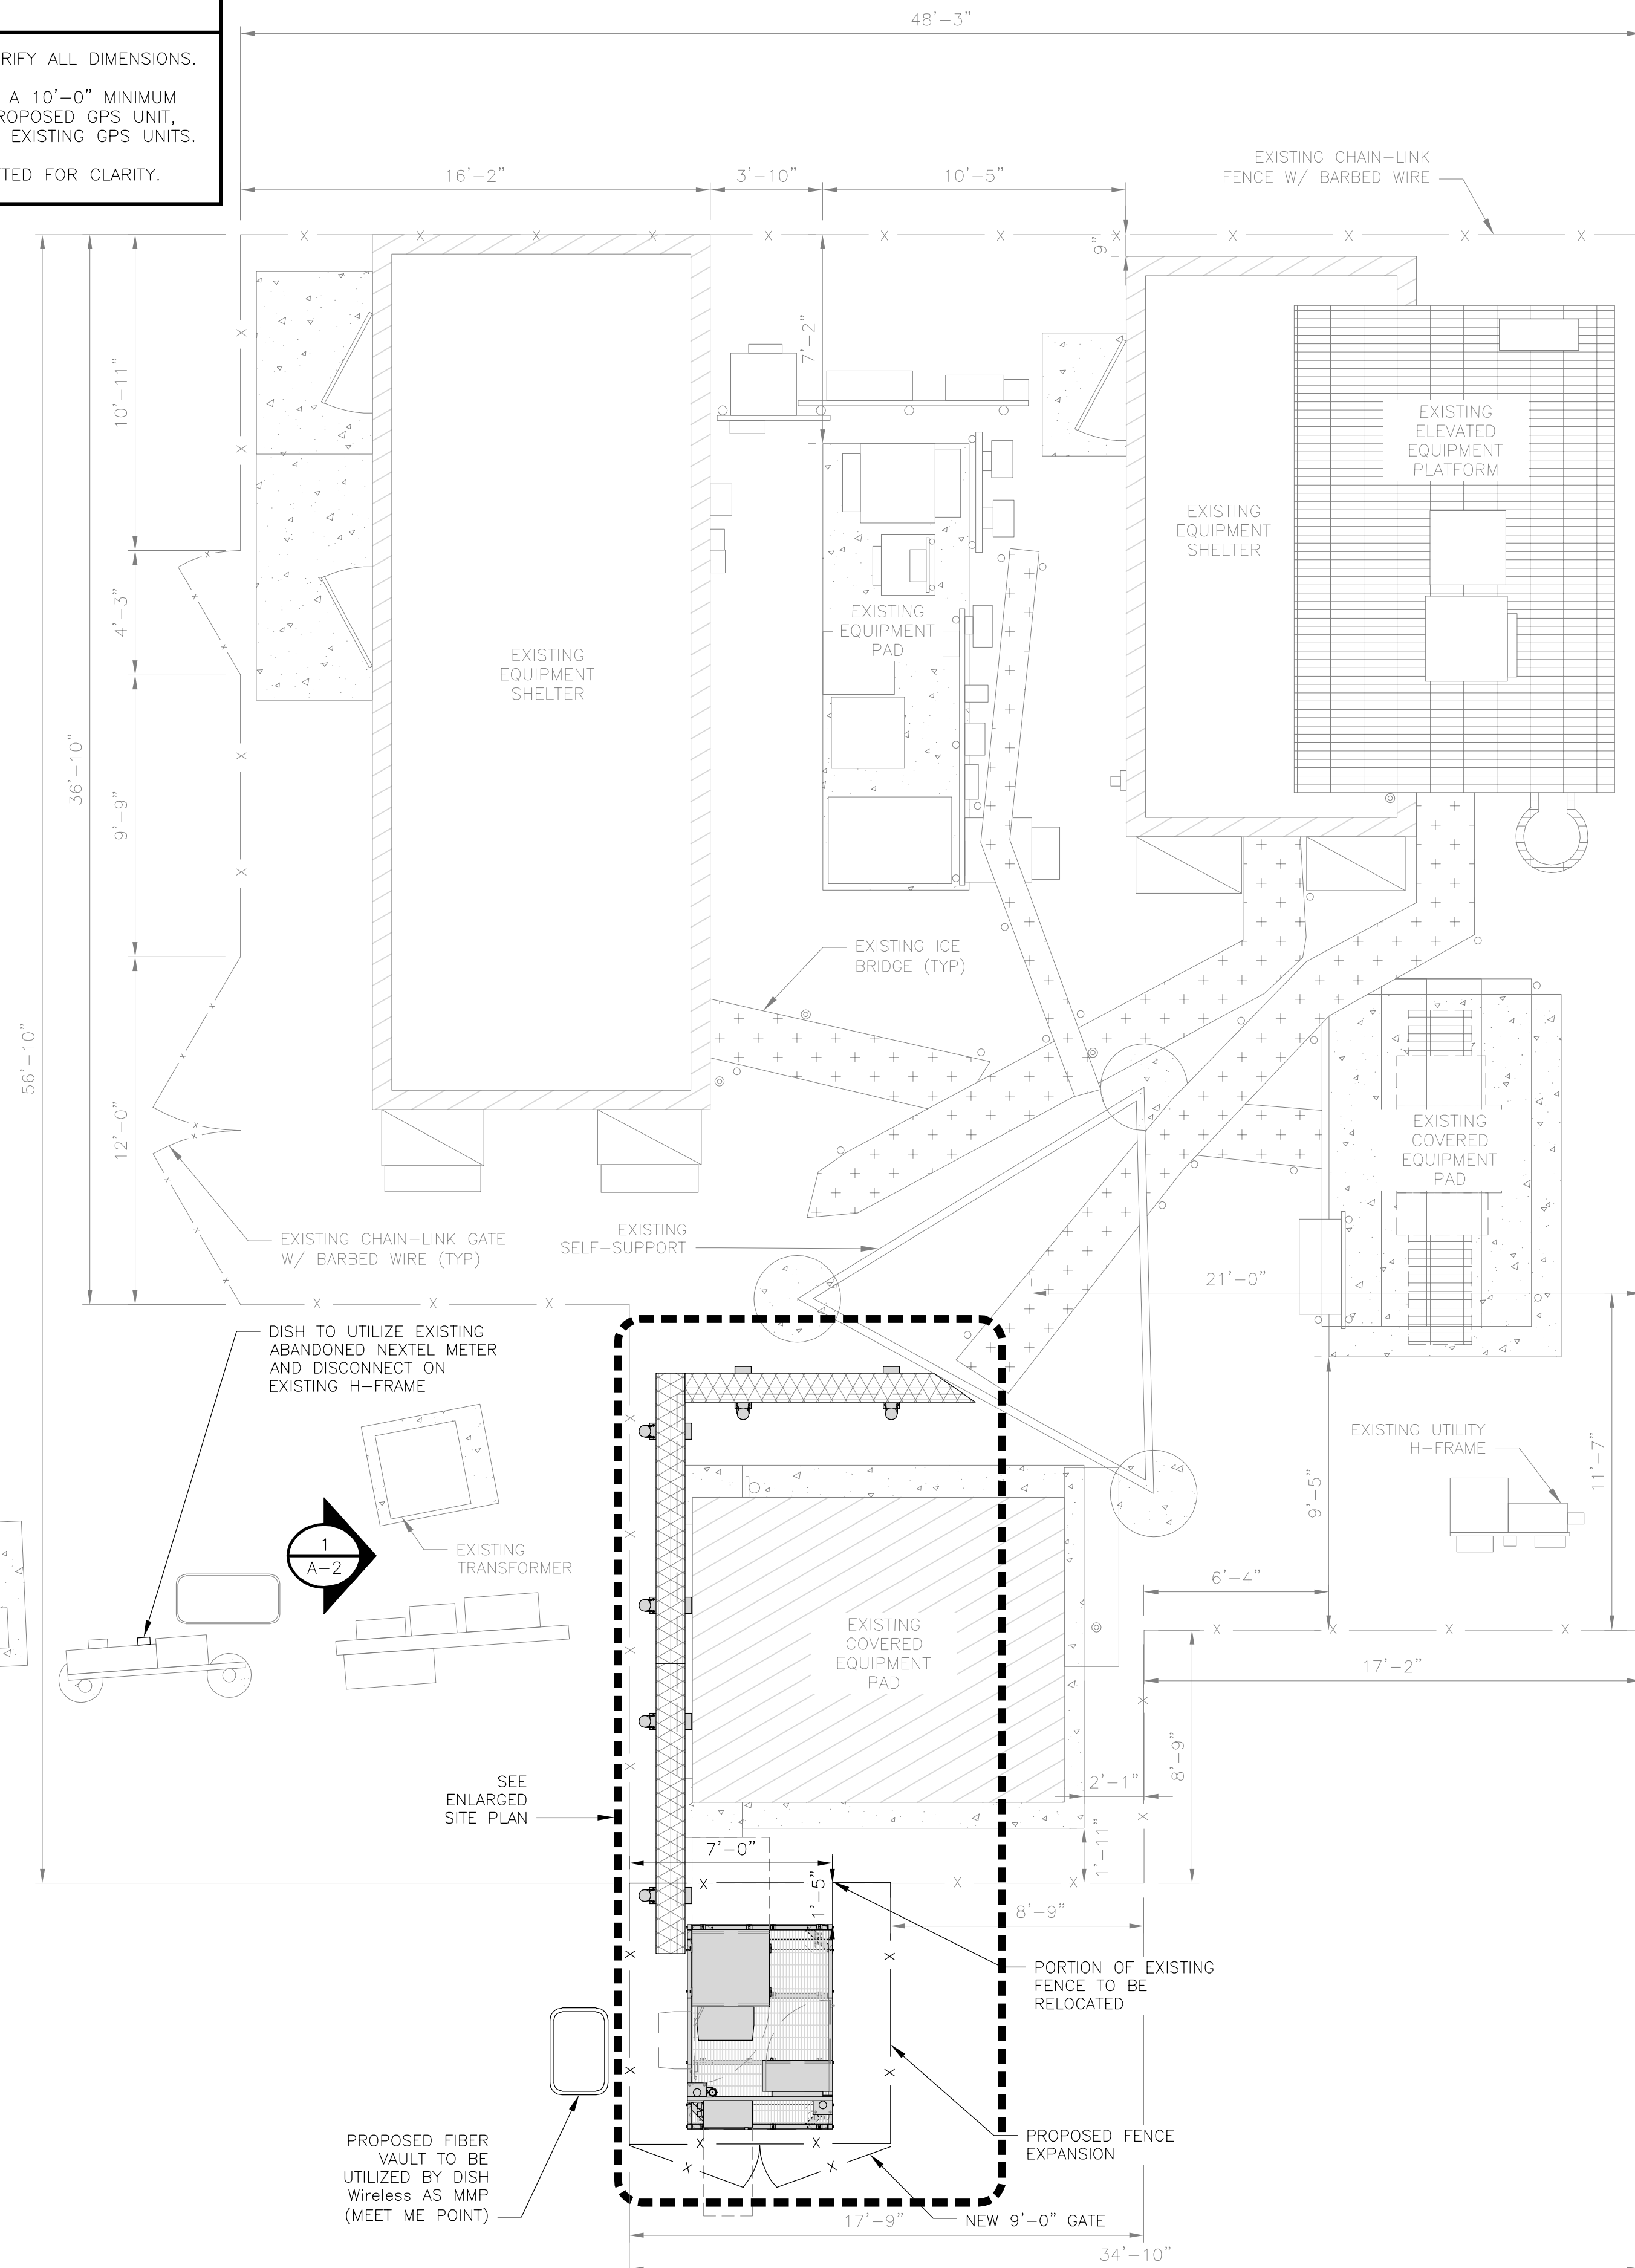 48'-3"
RIFY ALL DIMENSIONS.
A 10'-0" MINIMUM
ROPOSED GPS UNIT,
EXISTING GPS UNITS.
TTED FOR CLARITY.
EXISTING CHAIN-LINK
FENCE W/ BARBED WIRE
16'-2"
3'-10"
10'-5"
9"
7'-2"
10'-11"
EXISTING
ELEVATED
EQUIPMENT
PLATFORM
EXISTING
EQUIPMENT
SHELTER
4'-3"
EXISTING
EQUIPMENT
PAD
EXISTING
EQUIPMENT
SHELTER
36'-10"
9'-9"
EXISTING ICE
BRIDGE (TYP)
56'-10"
12'-0"
EXISTING
COVERED
EQUIPMENT
PAD
EXISTING CHAIN-LINK GATE
W/ BARBED WIRE (TYP)
EXISTING
SELF-SUPPORT
21'-0"
DISH TO UTILIZE EXISTING
ABANDONED NEXTEL METER
AND DISCONNECT ON
EXISTING H-FRAME
EXISTING UTILITY
H-FRAME
11'-7"
9'-5"
1
A-2
EXISTING
TRANSFORMER
6'-4"
EXISTING
COVERED
EQUIPMENT
PAD
17'-2"
8'-9"
2'-1"
SEE
ENLARGED
SITE PLAN
7'-0"
1'-11"
1'-5"
8'-9"
PORTION OF EXISTING
FENCE TO BE
RELOCATED
PROPOSED FENCE
EXPANSION
PROPOSED FIBER
VAULT TO BE
UTILIZED BY DISH
Wireless AS MMP
(MEET ME POINT)
17'-9"
NEW 9'-0" GATE
34'-10"